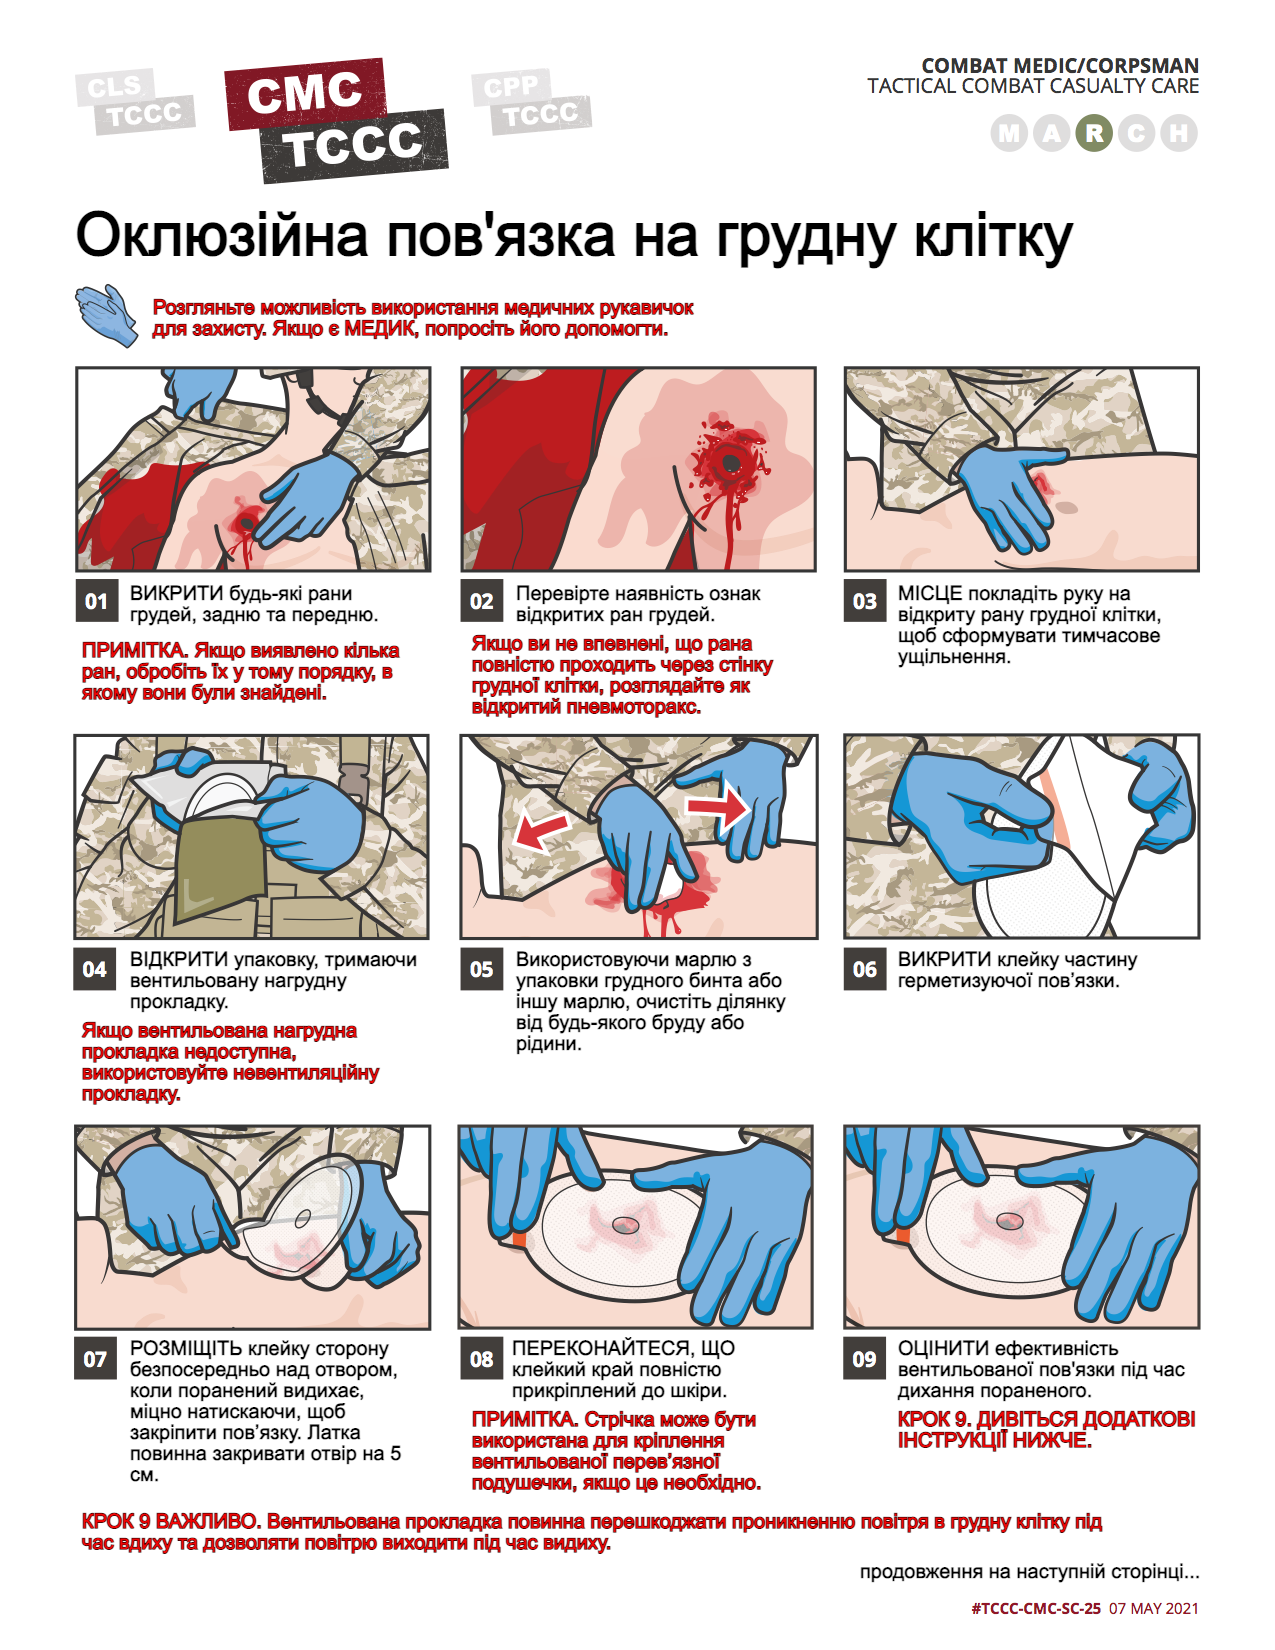 CLS
TCCC
CMC
TCCC
CPP
TCCC
COMBAT MEDIC/CORPSMAN
TACTICAL COMBAT CASUALTY CARE
M A R C H
Оклюзійна пов'язка на грудну клітку
Розгляньте можливість використання медичних рукавичок
для захисту. Якщо є МЕДИК, попросіть його допомогти.
01
ВИКРИТИ будь-які рани
грудей, задню та передню.
ПРИМІТКА. Якщо виявлено кілька
ран, обробіть їх у тому порядку, в
якому вони були знайдені.
02
Перевірте наявність ознак
відкритих ран грудей.
Якщо ви не впевнені, що рана
повністю проходить через стінку
грудної клітки, розглядайте як
відкритий пневмоторакс.
03
МІСЦЕ покладіть руку на
відкриту рану грудної клітки,
щоб сформувати тимчасове
ущільнення.
04
ВІДКРИТИ упаковку, тримаючи
вентильовану нагрудну
прокладку.
Якщо вентильована нагрудна
прокладка недоступна,
використовуйте невентиляційну
прокладку.
05
Використовуючи марлю з
упаковки грудного бинта або
іншу марлю, очистіть ділянку
від будь-якого бруду або
рідини.
06
ВИКРИТИ клейку частину
герметизуючої пов’язки.
07
РОЗМІЩІТЬ клейку сторону
безпосередньо над отвором,
коли поранений видихає,
міцно натискаючи, щоб
закріпити пов’язку. Латка
повинна закривати отвір на 5
см.
08
ПЕРЕКОНАЙТЕСЯ, ЩО
клейкий край повністю
прикріплений до шкіри.
ПРИМІТКА. Стрічка може бути
використана для кріплення
вентильованої перев’язної
подушечки, якщо це необхідно.
09
ОЦІНИТИ ефективність
вентильованої пов'язки під час
дихання пораненого.
КРОК 9. ДИВІТЬСЯ ДОДАТКОВІ
ІНСТРУКЦІЇ НИЖЧЕ.
КРОК 9 ВАЖЛИВО. Вентильована прокладка повинна перешкоджати проникненню повітря в грудну клітку під
час вдиху та дозволяти повітрю виходити під час видиху.
продовження на наступній сторінці...
#TCCC-CMC-SC-25 07 MAY 2021